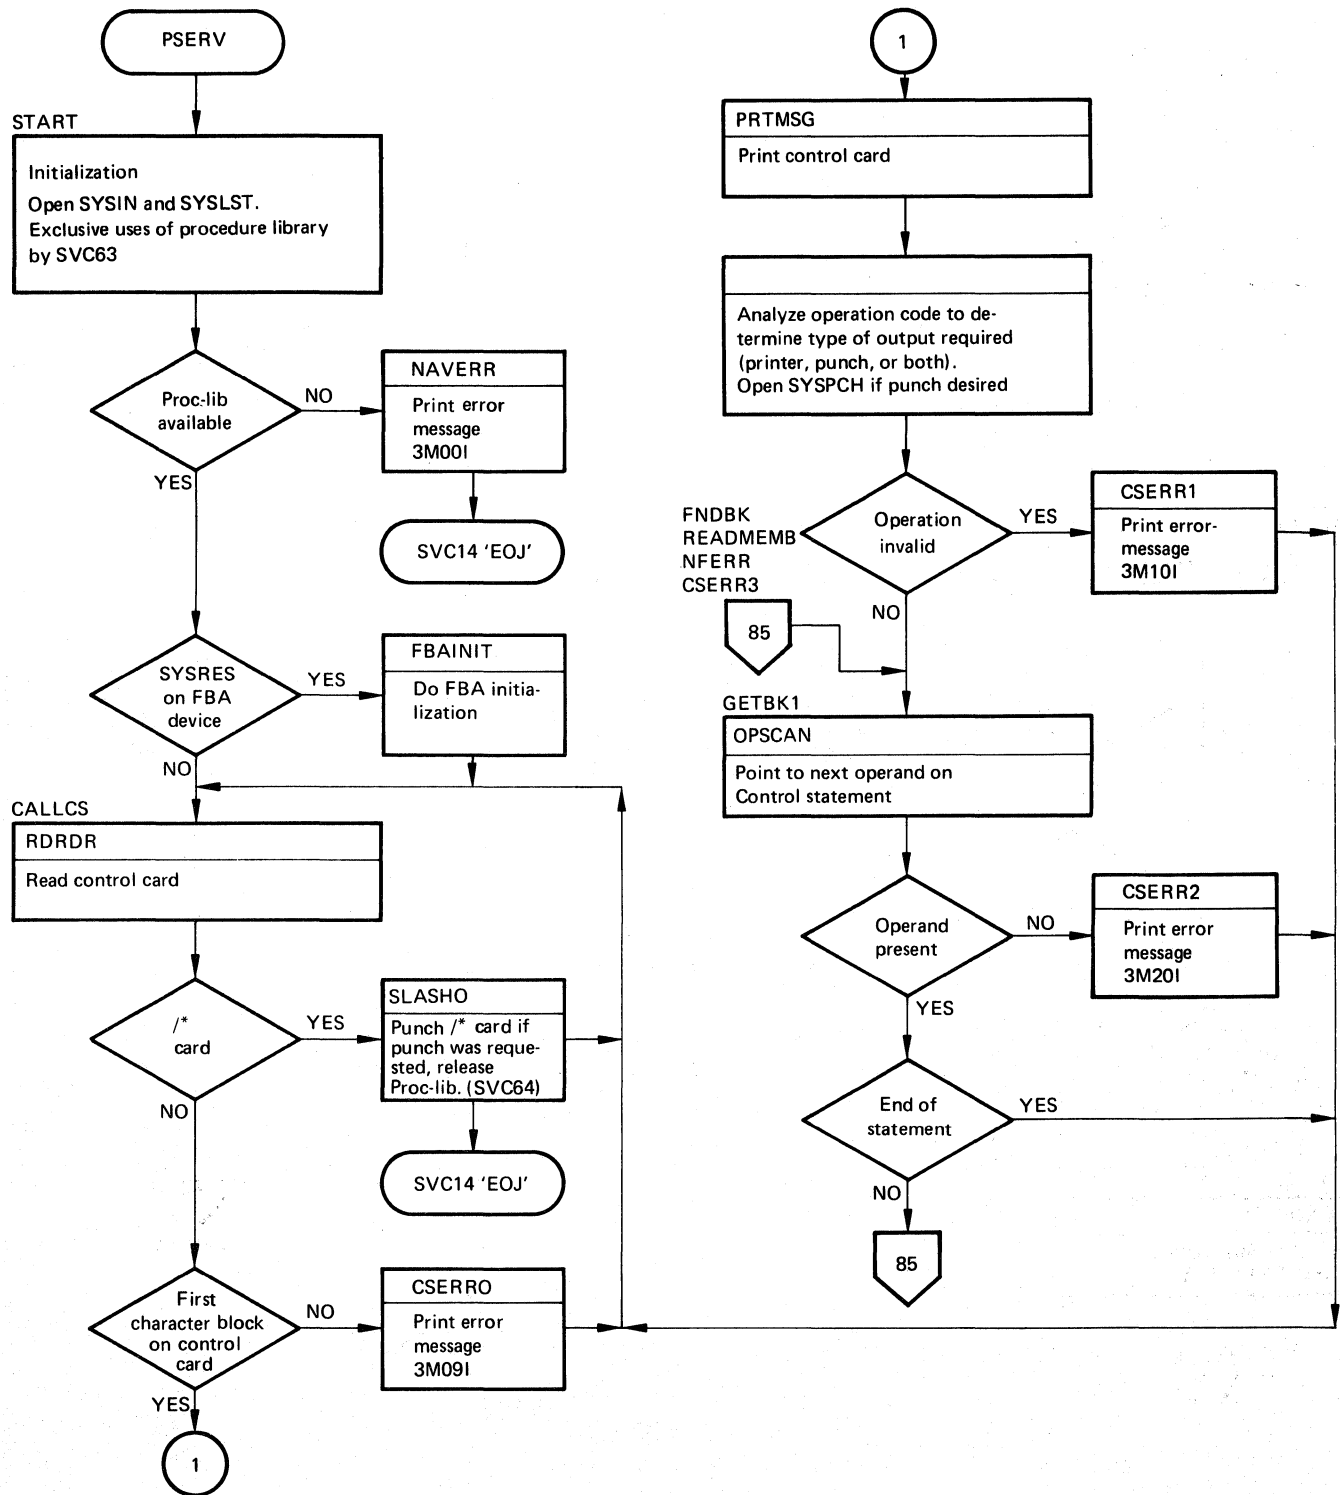 PSERV
START
Initialization
Open SYSIN and SYSLST.
Exclusive uses of procedure library
by SVC63
Proc-lib
available
NO
YES
NAVERR
Print error
message
3M00I
SVC14 'EOJ'
SYSRES
on FBA
device
YES
NO
FBAINIT
Do FBA initia-
lization
CALLCS
RDRDR
Read control card
/*
card
YES
NO
SLASHO
Punch /* card if
punch was reque-
sted, release
Proc-lib. (SVC64)
SVC14 'EOJ'
First
character block
on control
card
NO
YES
CSERRO
Print error
message
3M09I
1
1
PRTMSG
Print control card
Analyze operation code to de-
termine type of output required
(printer, punch, or both).
Open SYSPCH if punch desired
Operation
invalid
YES
NO
CSERR1
Print error-
message
3M10I
FNDBK
READMEMB
NFERR
CSERR3
85
GETBK1
OPSCAN
Point to next operand on
Control statement
Operand
present
NO
YES
CSERR2
Print error
message
3M20I
End of
statement
YES
NO
85